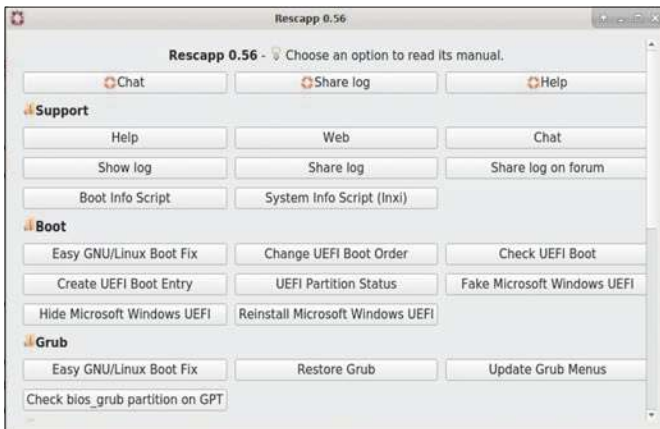 Rescapp 0.56
Rescapp 0.56 - Choose an option to read its manual.
Chat Share log Help
Support
Help Web Chat
Show log Share log Share log on forum
Boot Info Script System Info Script (Inxi)
Boot
Easy GNU/Linux Boot Fix Change UEFI Boot Order Check UEFI Boot
Create UEFI Boot Entry UEFI Partition Status Fake Microsoft Windows UEFI
Hide Microsoft Windows UEFI Reinstall Microsoft Windows UEFI
Grub
Easy GNU/Linux Boot Fix Restore Grub Update Grub Menus
Check bios_grub partition on GPT